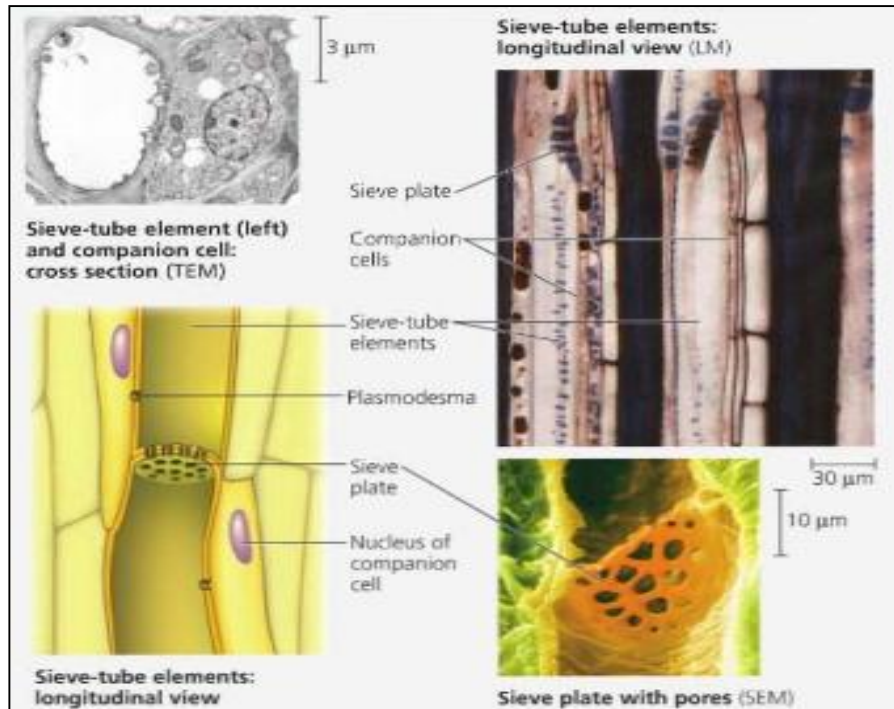 3 μm
Sieve-tube element (left)
and companion cell:
cross section (TEM)
Sieve-tube elements:
longitudinal view (LM)
Sieve plate
Companion
cells
Sieve-tube
elements
Plasmodesma
Sieve
plate
Nucleus of
companion
cell
30 μm
10 μm
Sieve-tube elements:
longitudinal view
Sieve plate with pores (SEM)